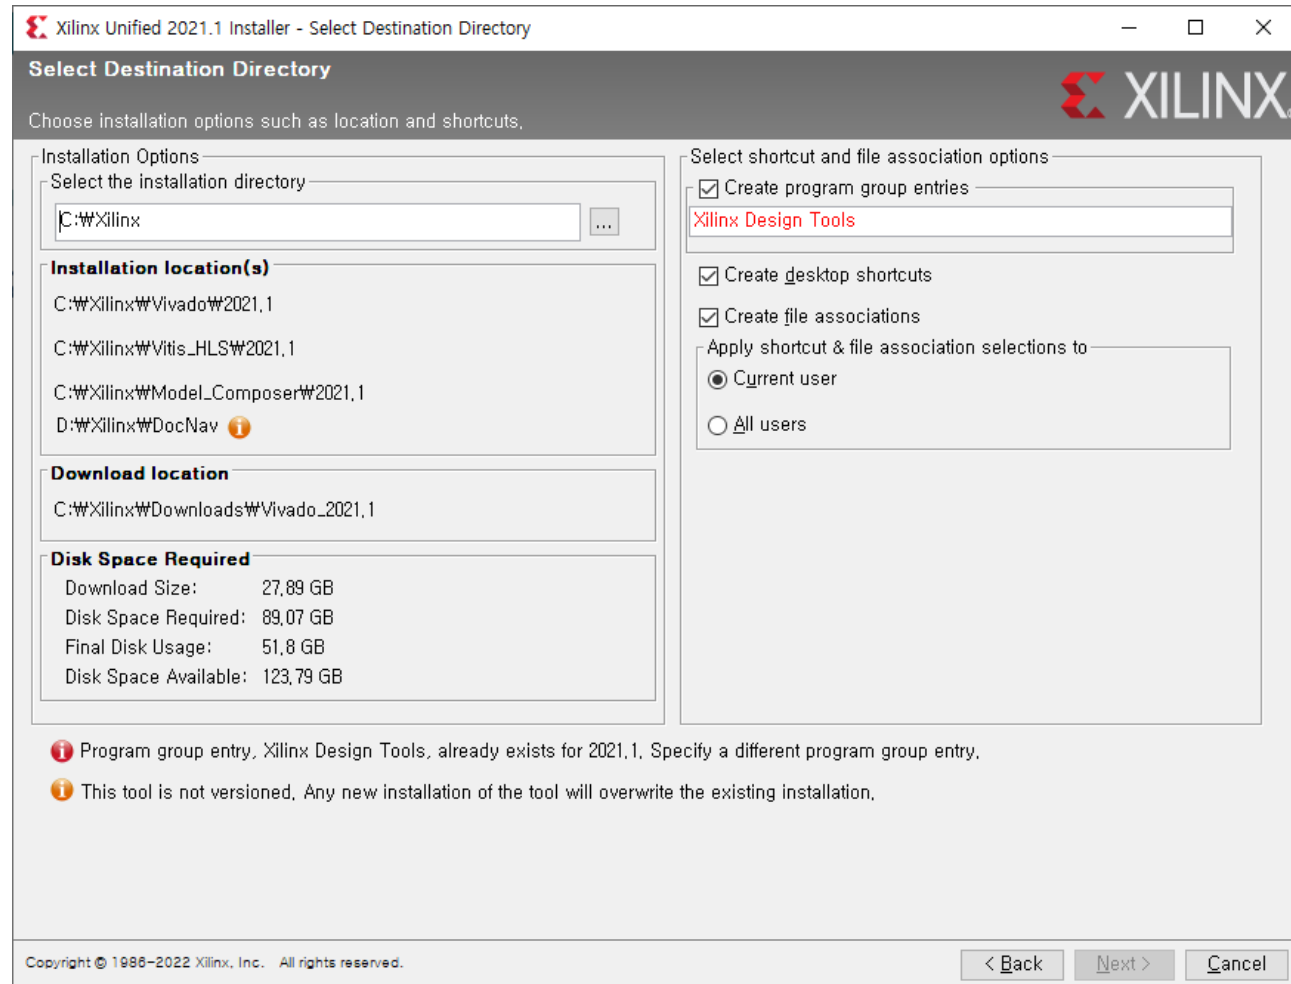 Xilinx Unified 2021.1 Installer - Select Destination Directory
Select Destination Directory
XILINX
Choose installation options such as location and shortcuts.
Installation Options
Select the installation directory
C:₩Xilinx
...
Installation location(s)
C:₩Xilinx₩Vivado₩2021.1
C:₩Xilinx₩Vitis_HLS₩2021.1
C:₩Xilinx₩Model_Composer₩2021.1
D:₩Xilinx₩DocNav
Download location
C:₩Xilinx₩Downloads₩Vivado_2021.1
Disk Space Required
Download Size: 27.89 GB
Disk Space Required: 89.07 GB
Final Disk Usage: 51.8 GB
Disk Space Available: 123.79 GB
Select shortcut and file association options
Create program group entries
Xilinx Design Tools
Create desktop shortcuts
Create file associations
Apply shortcut & file association selections to
Current user
All users
Program group entry, Xilinx Design Tools, already exists for 2021.1. Specify a different program group entry.
This tool is not versioned. Any new installation of the tool will overwrite the existing installation.
Copyright © 1986-2022 Xilinx, Inc. All rights reserved.
< Back
Next >
Cancel